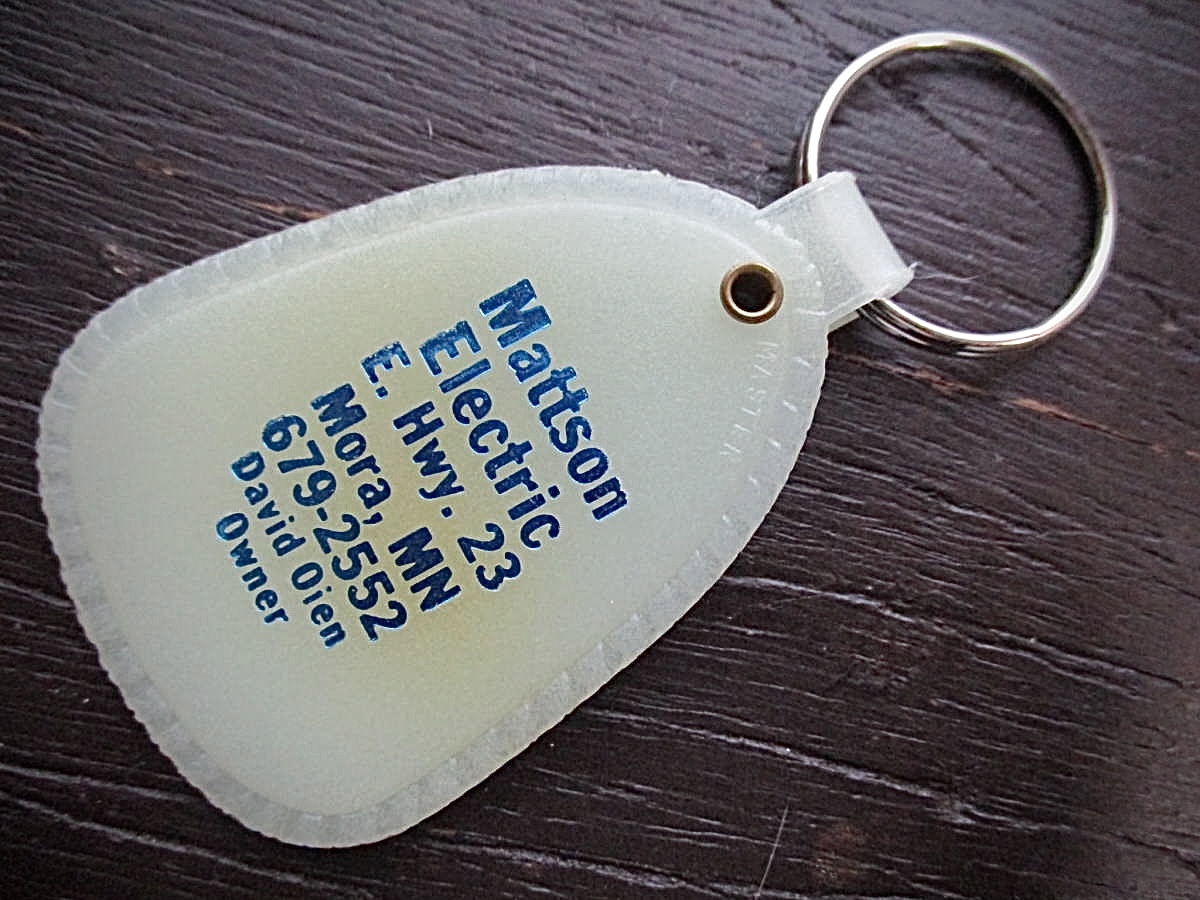 Mattson
Electric
E. Hwy. 23
Mora, MN
679-2552
David Oien
Owner